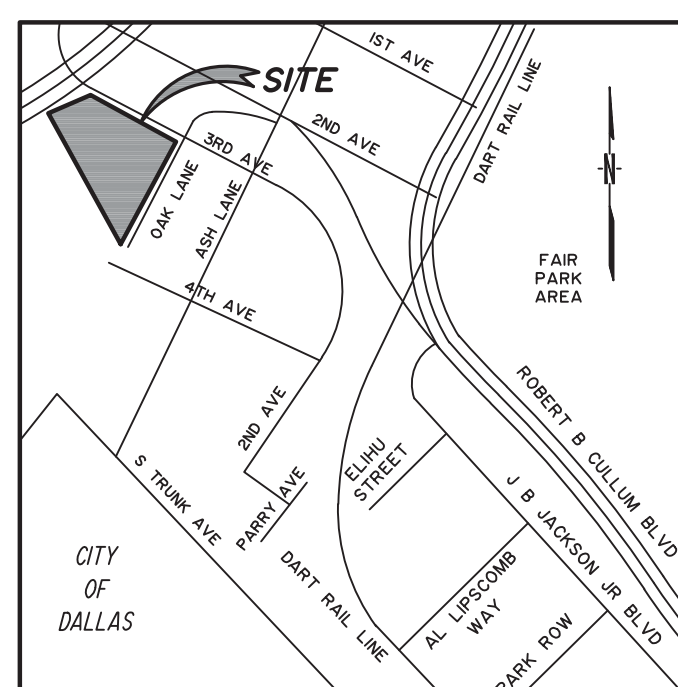 1ST AVE
SITE
DART RAIL LINE
2ND AVE
3RD AVE
N
OAK LANE
ASH LANE
FAIR
PARK
AREA
4TH AVE
ROBERT B CULLUM BLVD
2ND AVE
ELIHU
STREET
S TRUNK AVE
PARRY AVE
J B JACKSON JR BLVD
CITY
OF
DALLAS
DART RAIL LINE
AL LIPSCOMB
WAY
PARK ROW